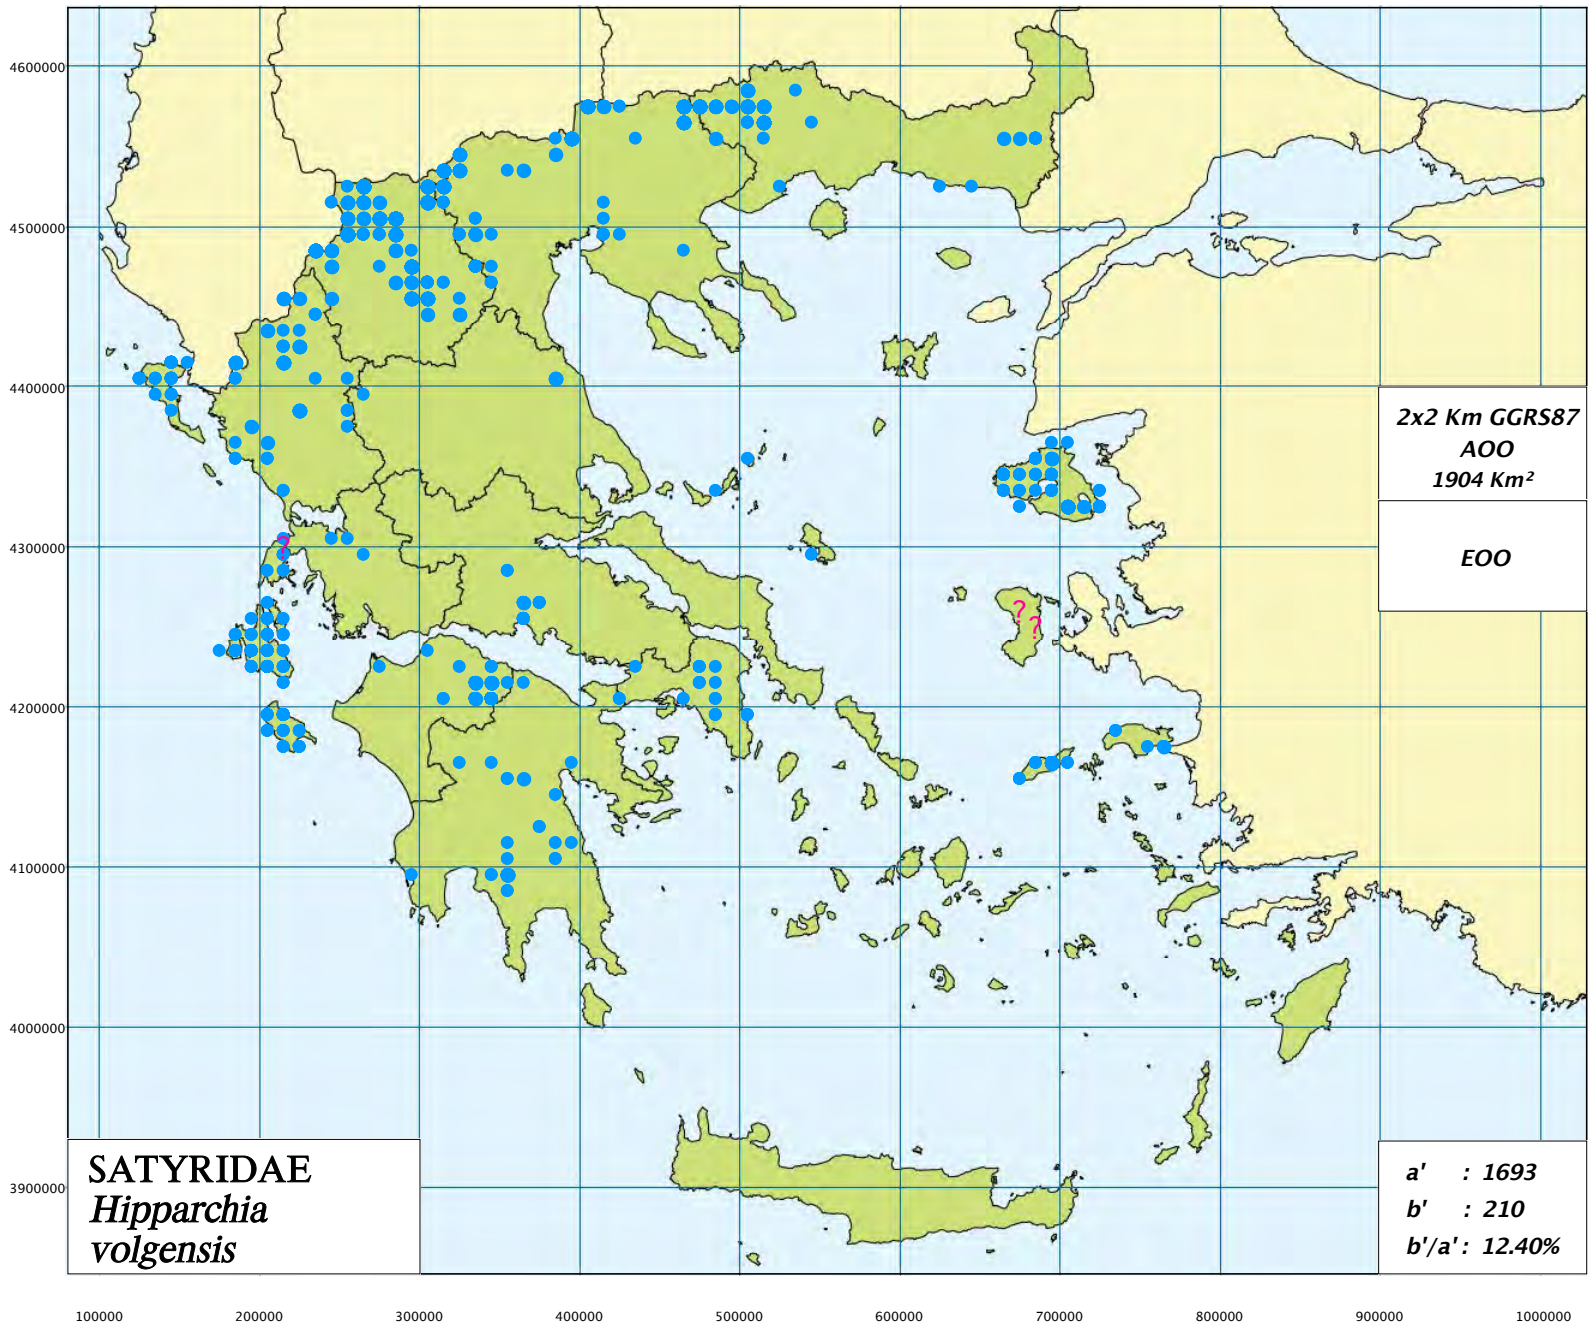 4600000
4500000
4400000
4300000
4200000
4100000
4000000
3900000
?
?
?
2x2 Km GGRS87
AOO
1904 Km²
EOO
SATYRIDAE
Hipparchia
volgensis
a' : 1693
b' : 210
b'/a' : 12.40%
100000 200000 300000 400000 500000 600000 700000 800000 900000 1000000